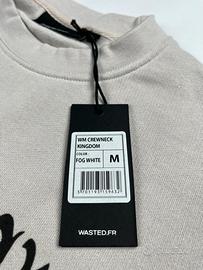 WM CREWNECK
KINGDOM
COLOR:
FOG WHITE
M
WASTED.FR